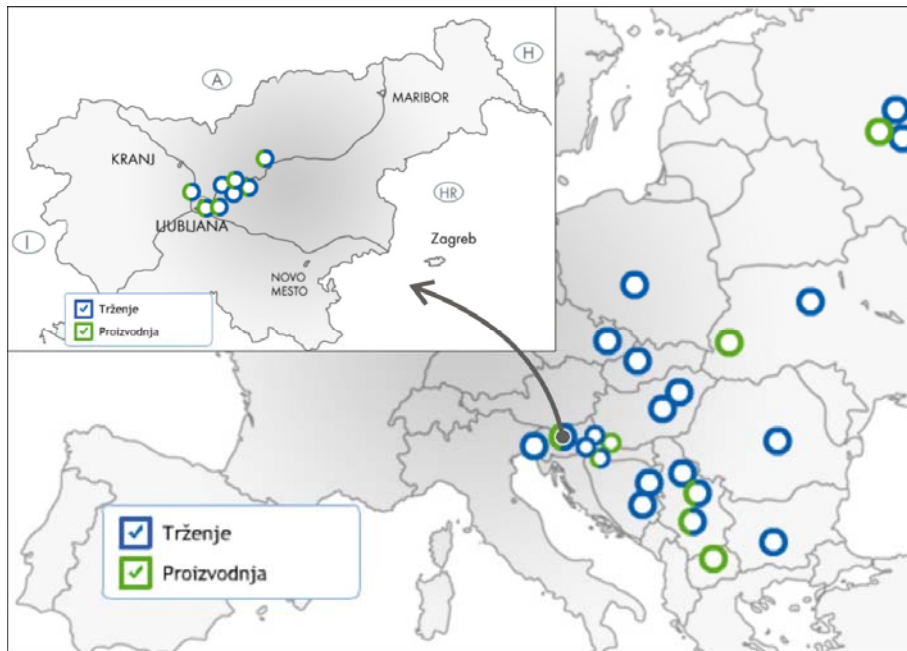 H
A
MARIBOR
KRANJ
HR
LJUBLJANA
I
Zagreb
NOVO
MESTO
Trženje
Proizvodnja
Trženje
Proizvodnja